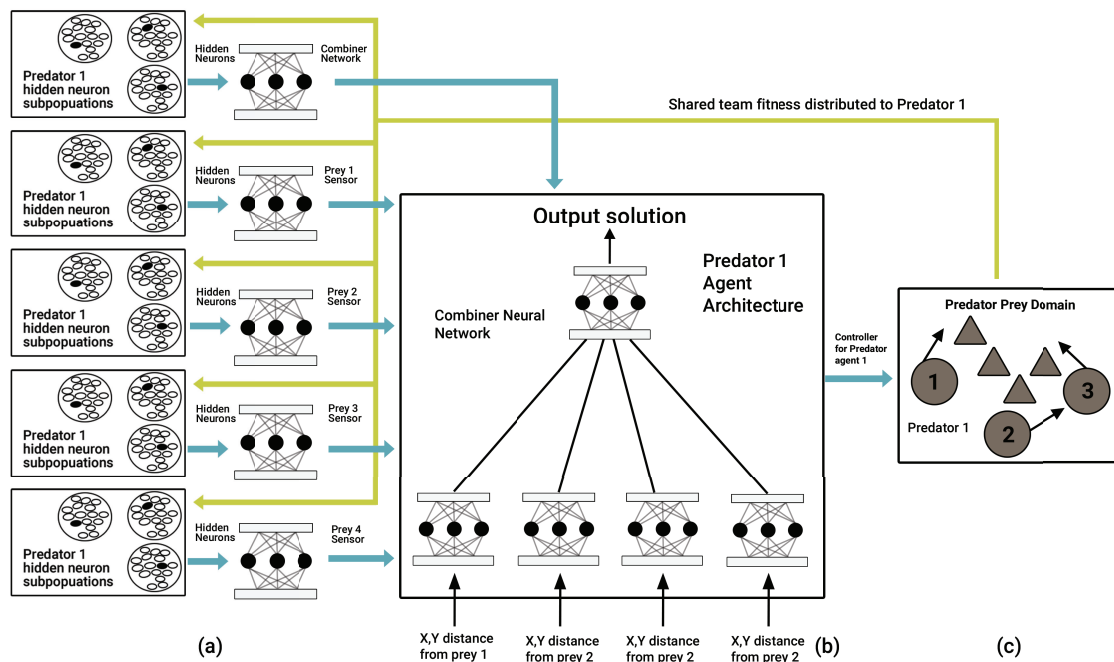 Predator 1
hidden neuron
subpopuations
Hidden
Neurons
Combiner
Network
Predator 1
hidden neuron
subpopuations
Hidden
Neurons
Prey 1
Sensor
Predator 1
hidden neuron
subpopuations
Hidden
Neurons
Prey 2
Sensor
Predator 1
hidden neuron
subpopuations
Hidden
Neurons
Prey 3
Sensor
Predator 1
hidden neuron
subpopuations
Hidden
Neurons
Prey 4
Sensor
(a)
Shared team fitness distributed to Predator 1
Output solution
Predator 1
Agent
Architecture
Combiner Neural
Network
X,Y distance
from prey 1
X,Y distance
from prey 2
X,Y distance
from prey 2
X,Y distance
from prey 2
(b)
Controller
for Predator
agent 1
Predator Prey Domain
1
3
Predator 1
2
(c)